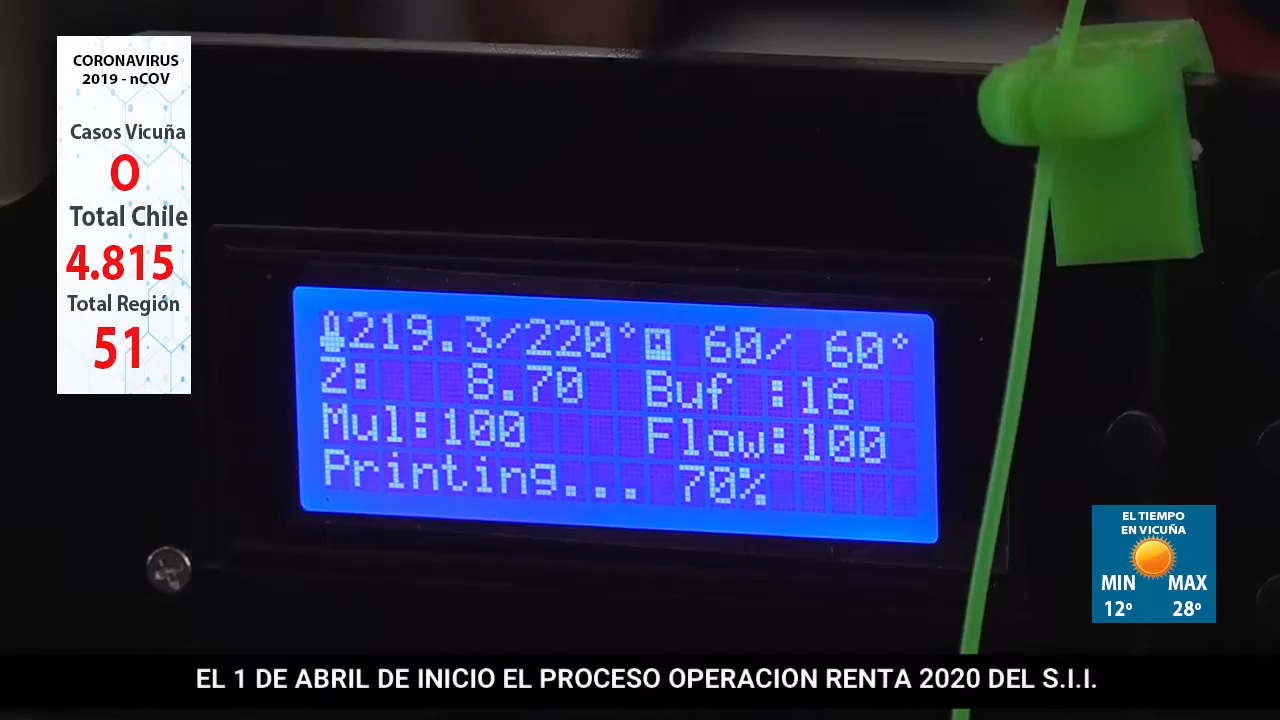 CORONAVIRUS
2019 - nCOV
Casos Vicuña
0
Total Chile
4.815
Total Región
51
219.3/220° 60/ 60°
Z: 8.70 Buf :16
Mul:100 Flow:100
Printing... 70%
EL TIEMPO
EN VICUÑA
MIN MAX
12º 28º
EL 1 DE ABRIL DE INICIO EL PROCESO OPERACION RENTA 2020 DEL S.I.I.